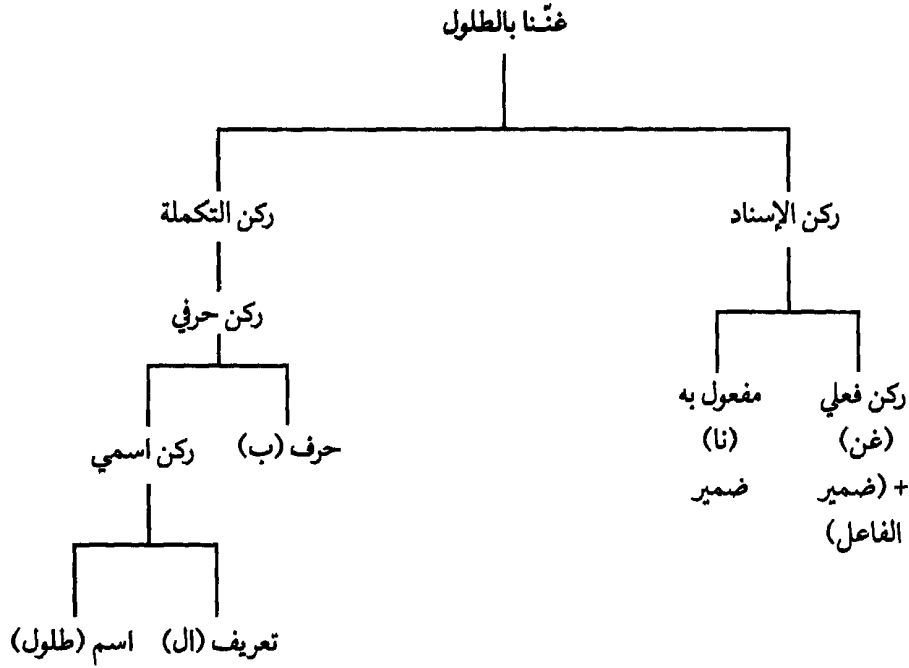 غنّنا بالطلول
ركن الإسناد
ركن التكملة
ركن حرفي
ركن فعلي
(غن)
+ (ضمير
الفاعل)
مفعول به
(نا)
ضمير
حرف (ب)
ركن اسمي
تعريف (ال)
اسم (طلول)